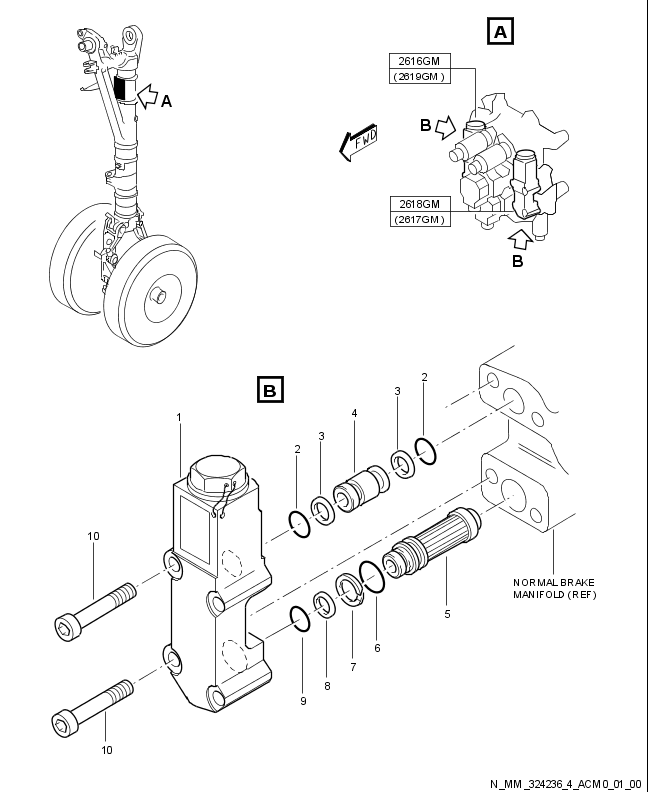 A
2616GM
(2619GM)
A
B
FWD
2618GM
(2617GM)
B
B
1
2
3
4
3
2
10
NORMAL BRAKE
MANIFOLD (REF)
5
6
7
8
9
10
N_MM_324236_4_ACM0_01_00